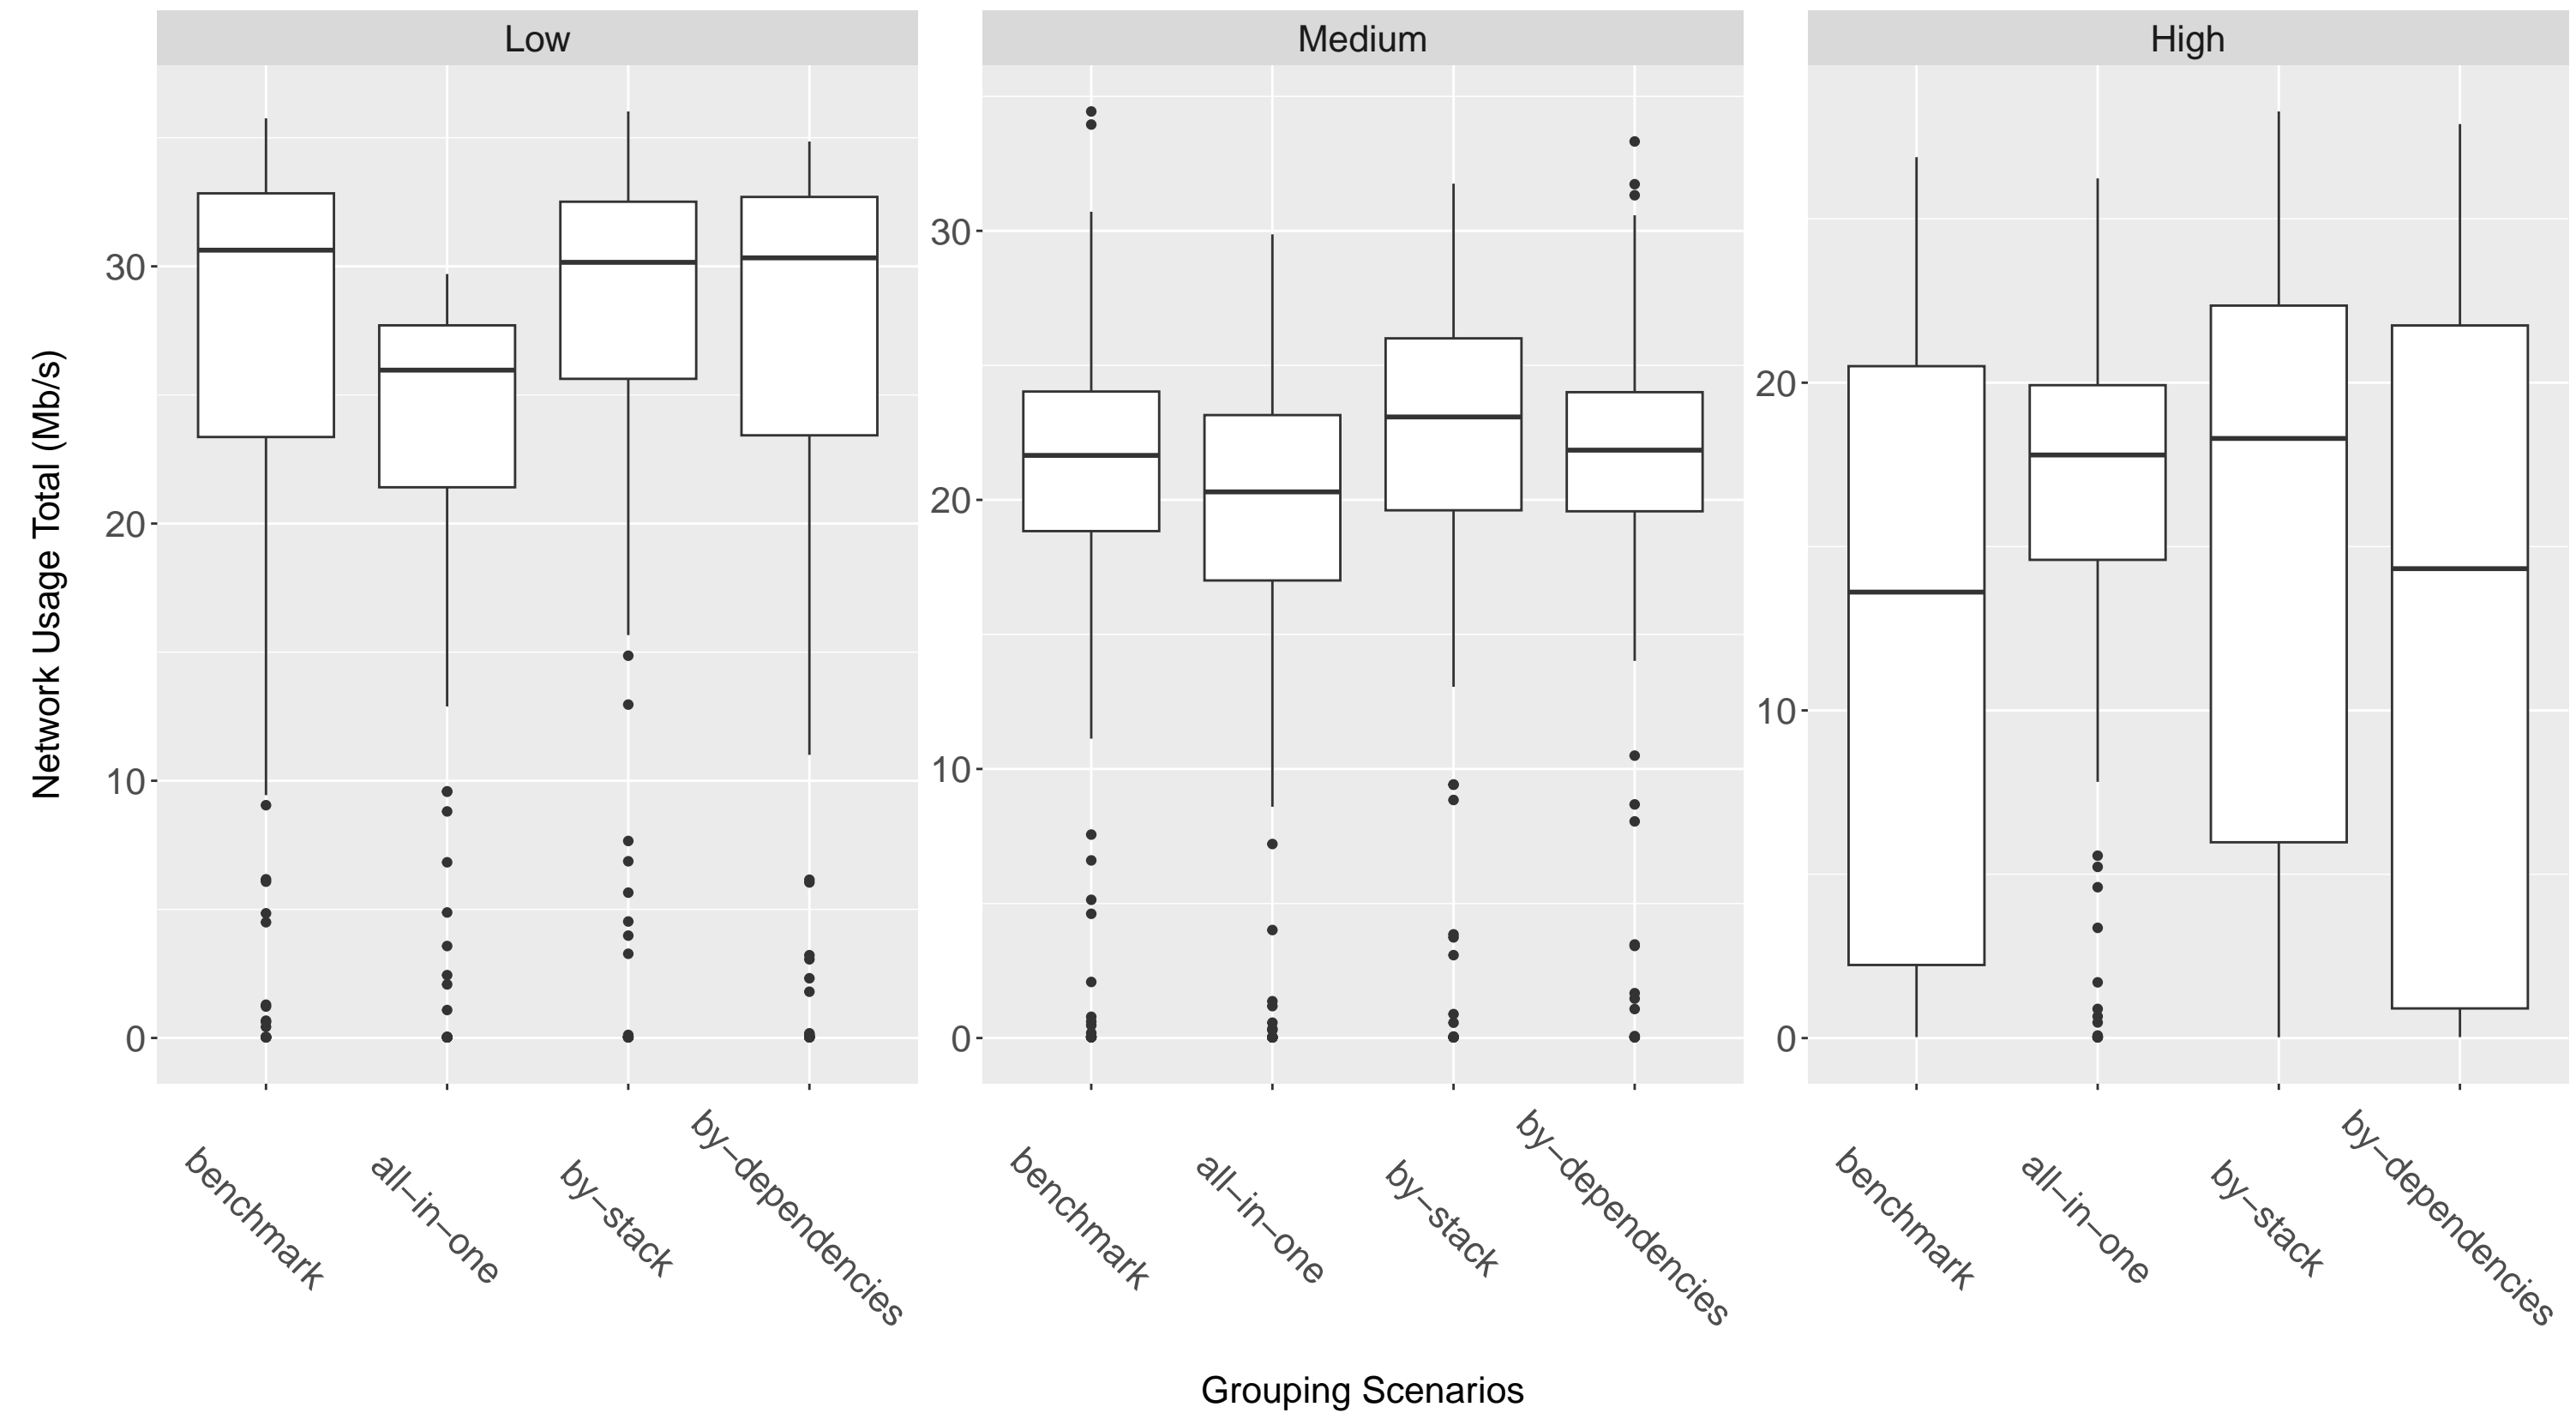 Low
Medium
High
Network Usage Total (Mb/s)
30
20
10
0
30
20
10
0
20
10
0
benchmark
all−in−one
by−stack
by−dependencies
benchmark
all−in−one
by−stack
by−dependencies
benchmark
all−in−one
by−stack
by−dependencies
Grouping Scenarios